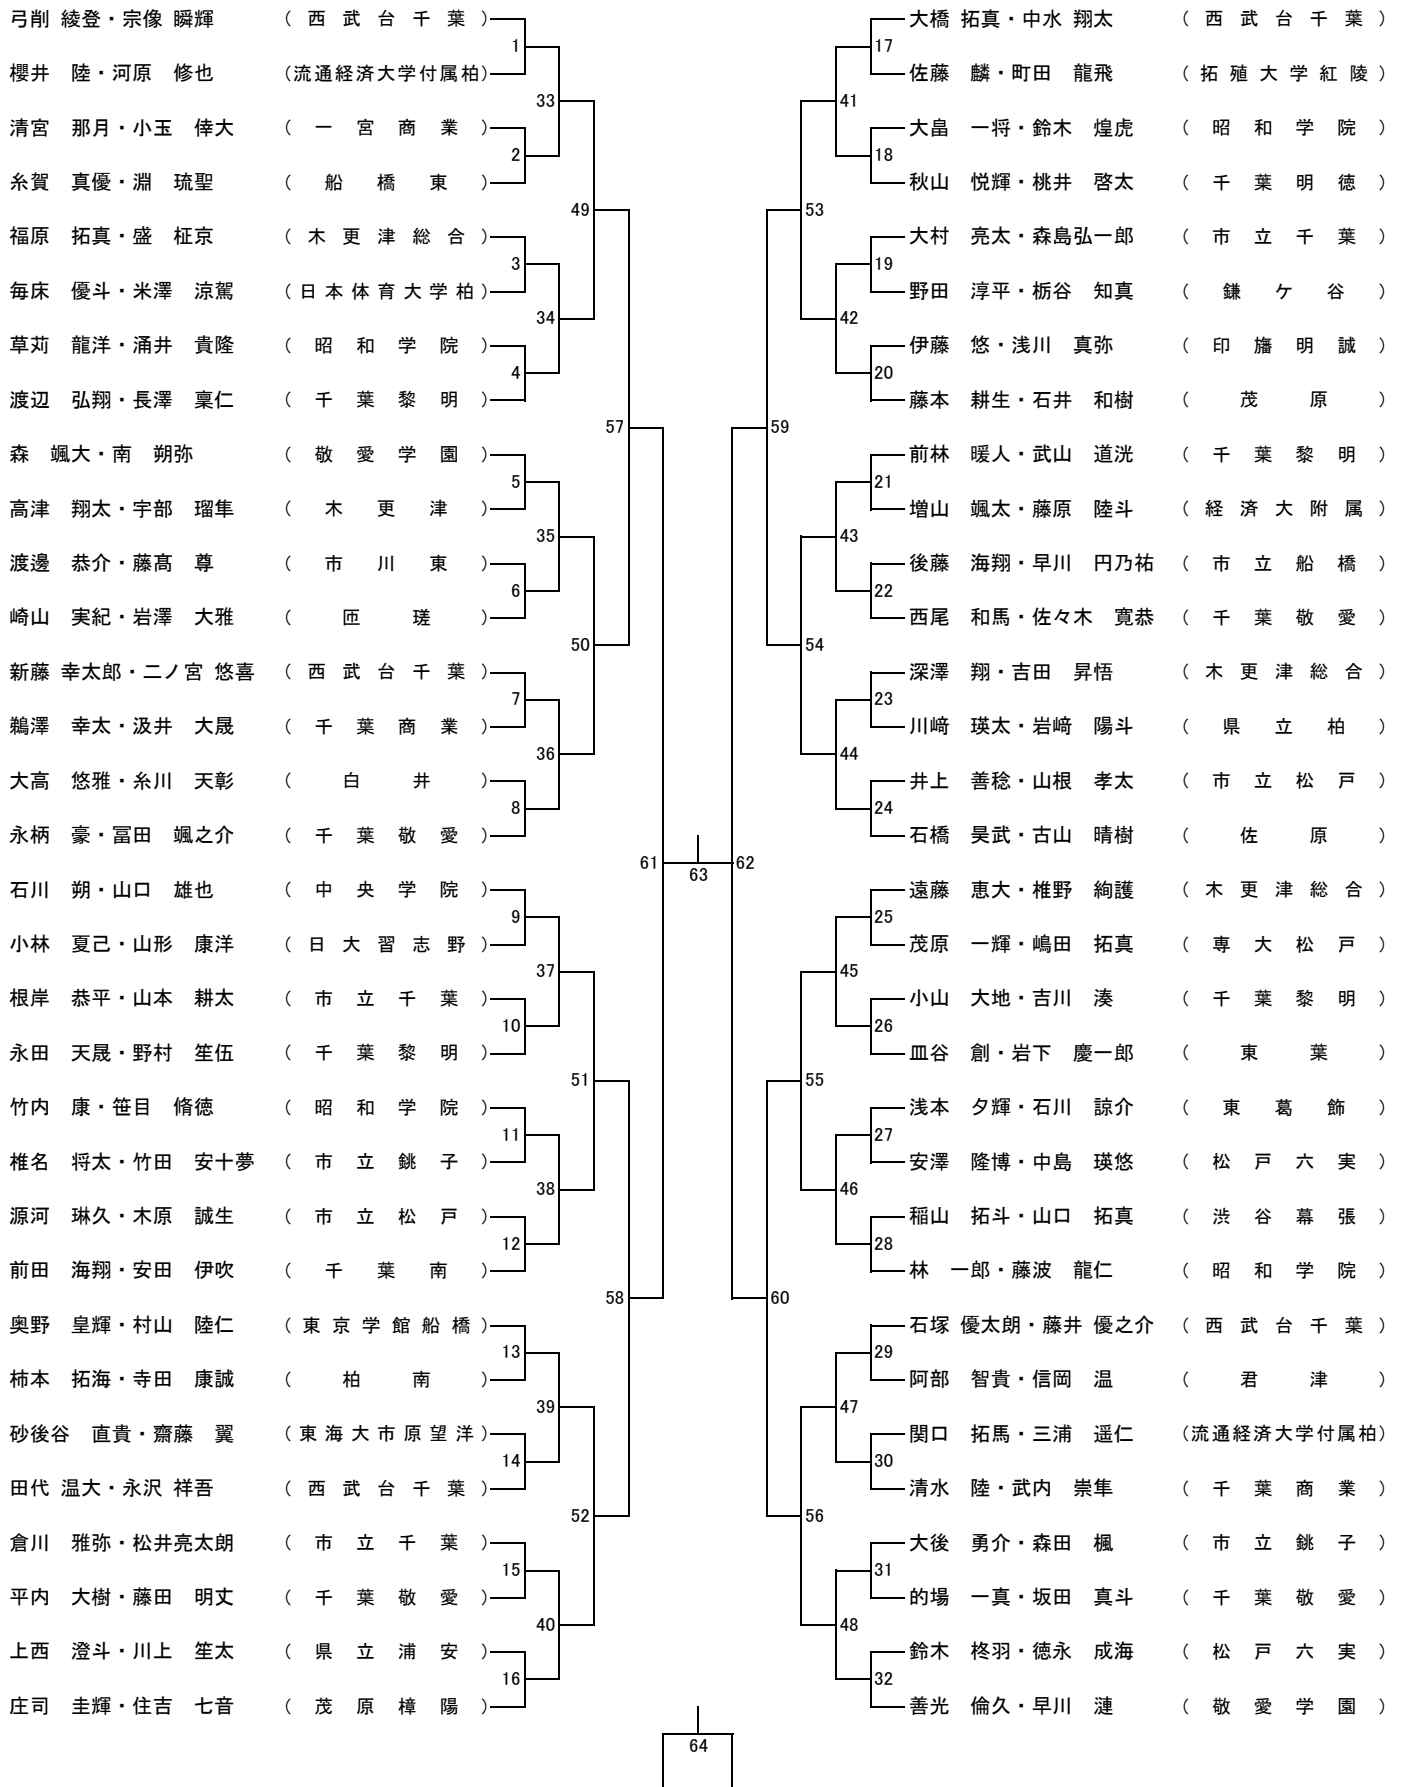 弓削 綾登・宗像 瞬輝 （西武台千葉）
1
櫻井 陸・河原 修也 （流通経済大学付属柏）
33
清宮 那月・小玉 倖大 （一宮商業）
2
糸賀 真優・淵 琉聖 （船橋東）
49
福原 拓真・盛 柾京 （木更津総合）
3
毎床 優斗・米澤 涼駕 （日本体育大学柏）
34
草苅 龍洋・涌井 貴隆 （昭和学院）
4
渡辺 弘翔・長澤 稟仁 （千葉黎明）
57
森 颯大・南 朔弥 （敬愛学園）
5
高津 翔太・宇部 瑠隼 （木更津）
35
渡邊 恭介・藤髙 尊 （市川東）
6
崎山 実紀・岩澤 大雅 （匝瑳）
50
新藤 幸太郎・二ノ宮 悠喜 （西武台千葉）
7
鵜澤 幸太・汲井 大晟 （千葉商業）
36
大高 悠雅・糸川 天彰 （白井）
8
永柄 豪・冨田 颯之介 （千葉敬愛）
61
63
62
石川 朔・山口 雄也 （中央学院）
9
小林 夏己・山形 康洋 （日大習志野）
37
根岸 恭平・山本 耕太 （市立千葉）
10
永田 天晟・野村 笙伍 （千葉黎明）
51
竹内 康・笹目 脩徳 （昭和学院）
11
椎名 将太・竹田 安十夢 （市立銚子）
38
源河 琳久・木原 誠生 （市立松戸）
12
前田 海翔・安田 伊吹 （千葉南）
58
奥野 皇輝・村山 陸仁 （東京学館船橋）
13
柿本 拓海・寺田 康誠 （柏南）
39
砂後谷 直貴・齋藤 翼 （東海大市原望洋）
14
田代 温大・永沢 祥吾 （西武台千葉）
52
倉川 雅弥・松井亮太朗 （市立千葉）
15
平内 大樹・藤田 明丈 （千葉敬愛）
40
上西 澄斗・川上 笙太 （県立浦安）
16
庄司 圭輝・住吉 七音 （茂原樟陽）
大橋 拓真・中水 翔太 （西武台千葉）
17
佐藤 麟・町田 龍飛 （拓殖大学紅陵）
41
大畠 一将・鈴木 煌虎 （昭和学院）
18
秋山 悦輝・桃井 啓太 （千葉明徳）
53
大村 亮太・森島弘一郎 （市立千葉）
19
野田 淳平・栃谷 知真 （鎌ケ谷）
42
伊藤 悠・浅川 真弥 （印旛明誠）
20
藤本 耕生・石井 和樹 （茂原）
59
前林 暖人・武山 道洸 （千葉黎明）
21
増山 颯太・藤原 陸斗 （経済大附属）
43
後藤 海翔・早川 円乃祐 （市立船橋）
22
西尾 和馬・佐々木 寛恭 （千葉敬愛）
54
深澤 翔・吉田 昇悟 （木更津総合）
23
川﨑 瑛太・岩﨑 陽斗 （県立柏）
44
井上 善稔・山根 孝太 （市立松戸）
24
石橋 昊武・古山 晴樹 （佐原）
遠藤 恵大・椎野 絢護 （木更津総合）
25
茂原 一輝・嶋田 拓真 （専大松戸）
45
小山 大地・吉川 湊 （千葉黎明）
26
皿谷 創・岩下 慶一郎 （東葉）
55
浅本 夕輝・石川 諒介 （東葛飾）
27
安澤 隆博・中島 瑛悠 （松戸六実）
46
稲山 拓斗・山口 拓真 （渋谷幕張）
28
林 一郎・藤波 龍仁 （昭和学院）
60
石塚 優太朗・藤井 優之介 （西武台千葉）
29
阿部 智貴・信岡 温 （君津）
47
関口 拓馬・三浦 遥仁 （流通経済大学付属柏）
30
清水 陸・武内 崇隼 （千葉商業）
56
大後 勇介・森田 楓 （市立銚子）
31
的場 一真・坂田 真斗 （千葉敬愛）
48
鈴木 柊羽・徳永 成海 （松戸六実）
32
善光 倫久・早川 漣 （敬愛学園）
64